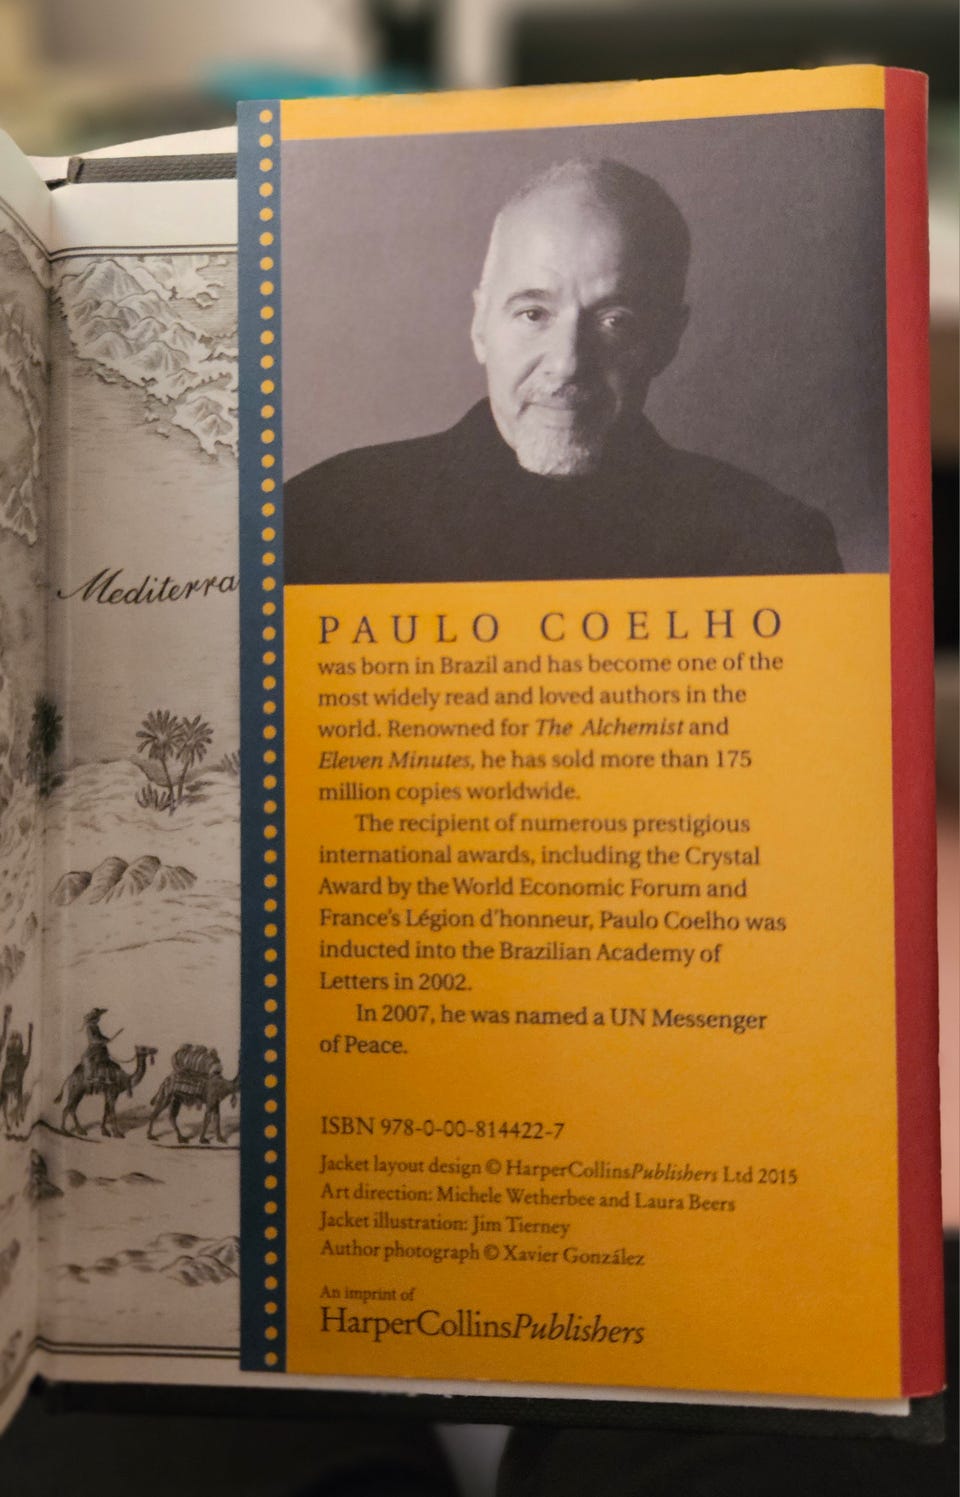 Mediterra
PAULO COELHO
was born in Brazil and has become one of the
most widely read and loved authors in the
world. Renowned for The Alchemist and
Eleven Minutes, he has sold more than 175
million copies worldwide.
The recipient of numerous prestigious
international awards, including the Crystal
Award by the World Economic Forum and
France's Légion d'honneur, Paulo Coelho was
inducted into the Brazilian Academy of
Letters in 2002.
In 2007, he was named a UN Messenger
of Peace.
ISBN 978-0-00-814422-7
Jacket layout design © HarperCollinsPublishers Ltd 2015
Art direction: Michele Wetherbee and Laura Beers
Jacket illustration: Jim Tierney
Author photograph © Xavier González
An imprint of
HarperCollinsPublishers